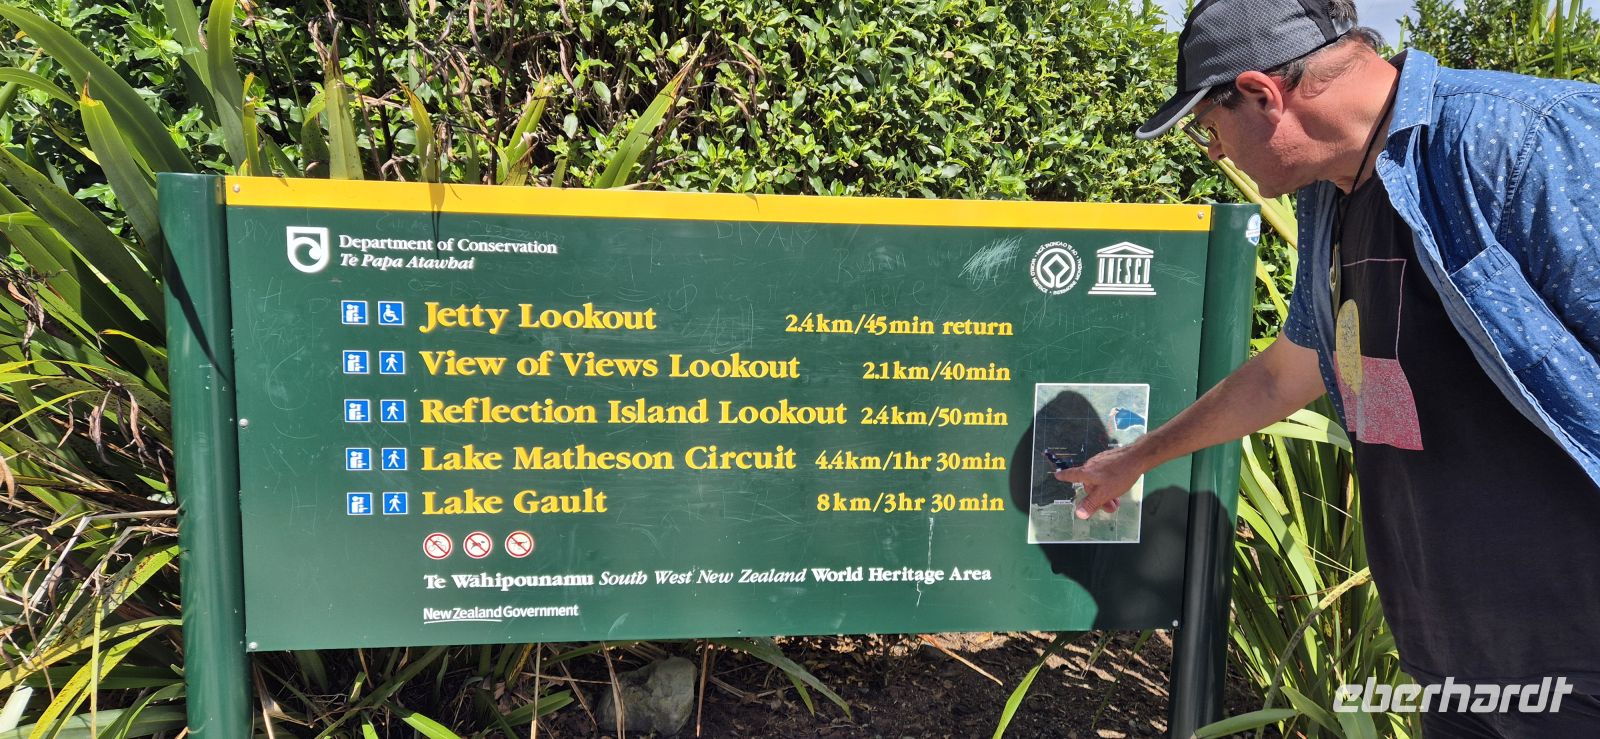 Department of Conservation
Te Papa Atawhai
UNESCO
Jetty Lookout 2.4km/45min return
View of Views Lookout 2.1km/40min
Reflection Island Lookout 2.4km/50min
Lake Matheson Circuit 4.4km/1hr 30min
Lake Gault 8km/3hr 30min
Te Wāhipounamu South West New Zealand World Heritage Area
New Zealand Government
eberhardt